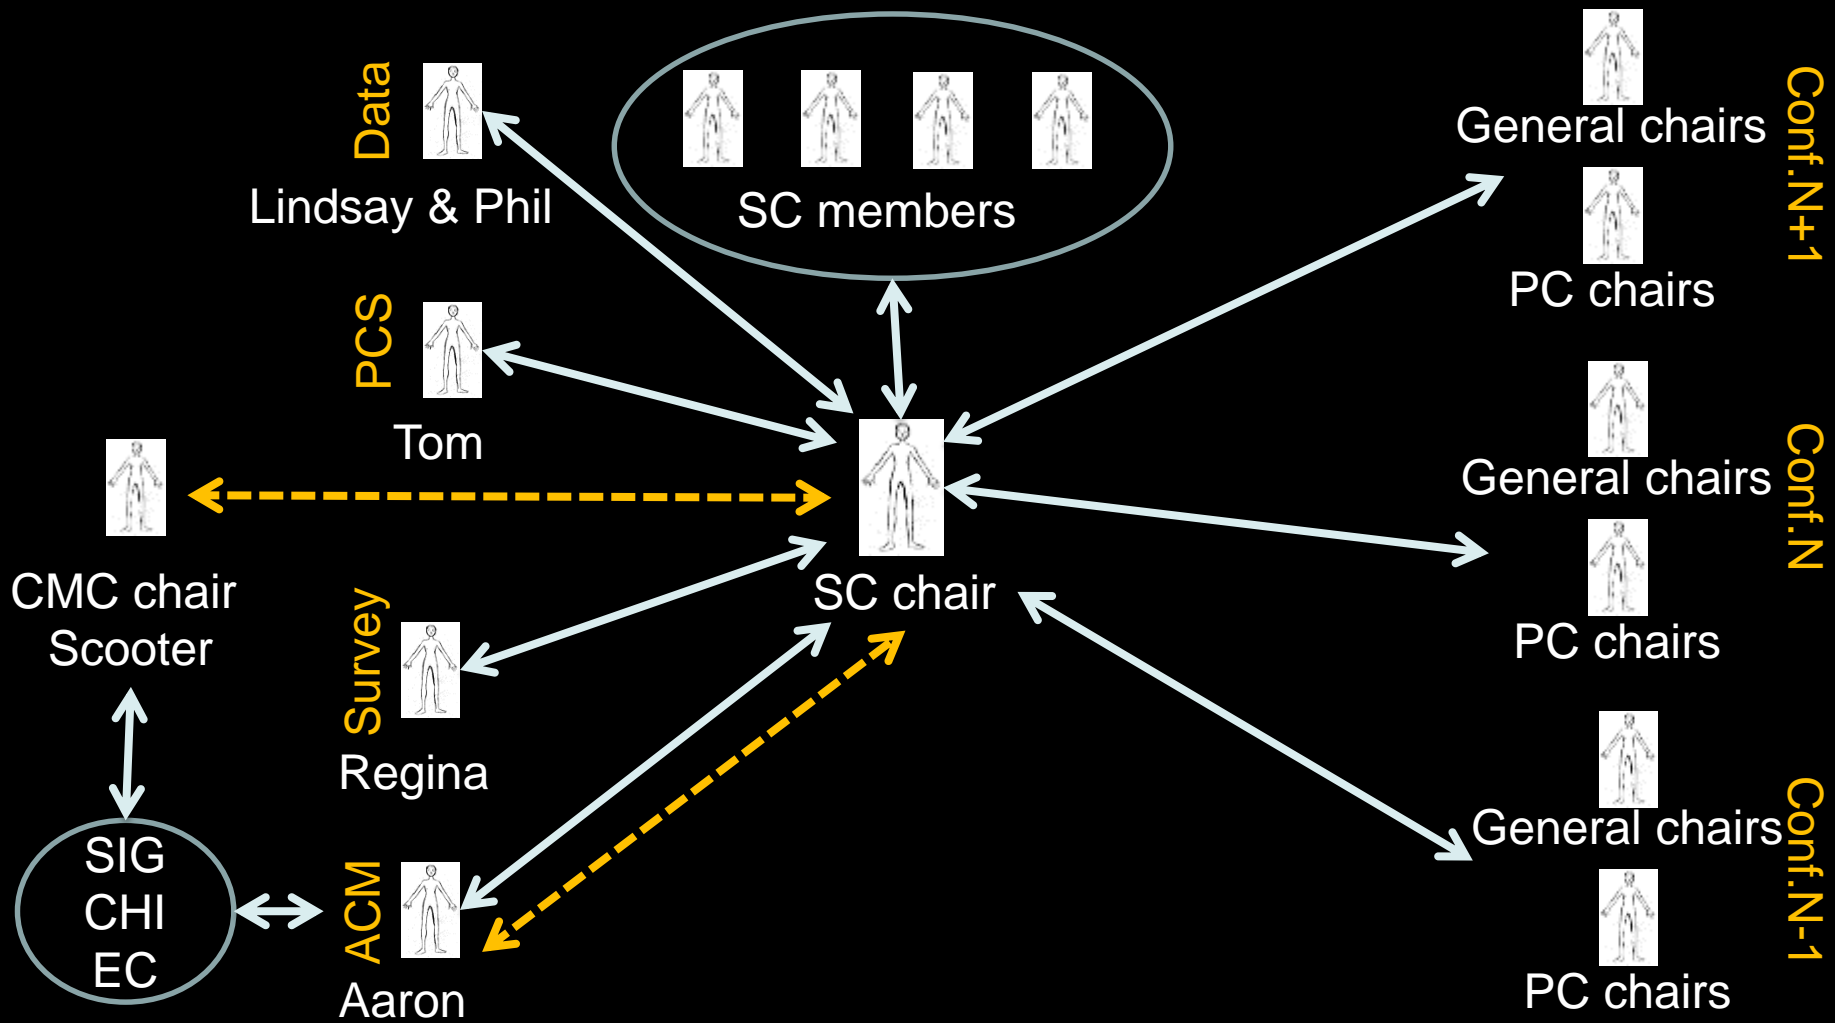 Data
Lindsay & Phil
SC members
General chairs
PC chairs
Conf.N+1
PCS
Tom
General chairs
PC chairs
Conf.N
CMC chair
Scooter
SC chair
Survey
Regina
General chairs
PC chairs
Conf.N-1
SIG
CHI
EC
ACM
Aaron